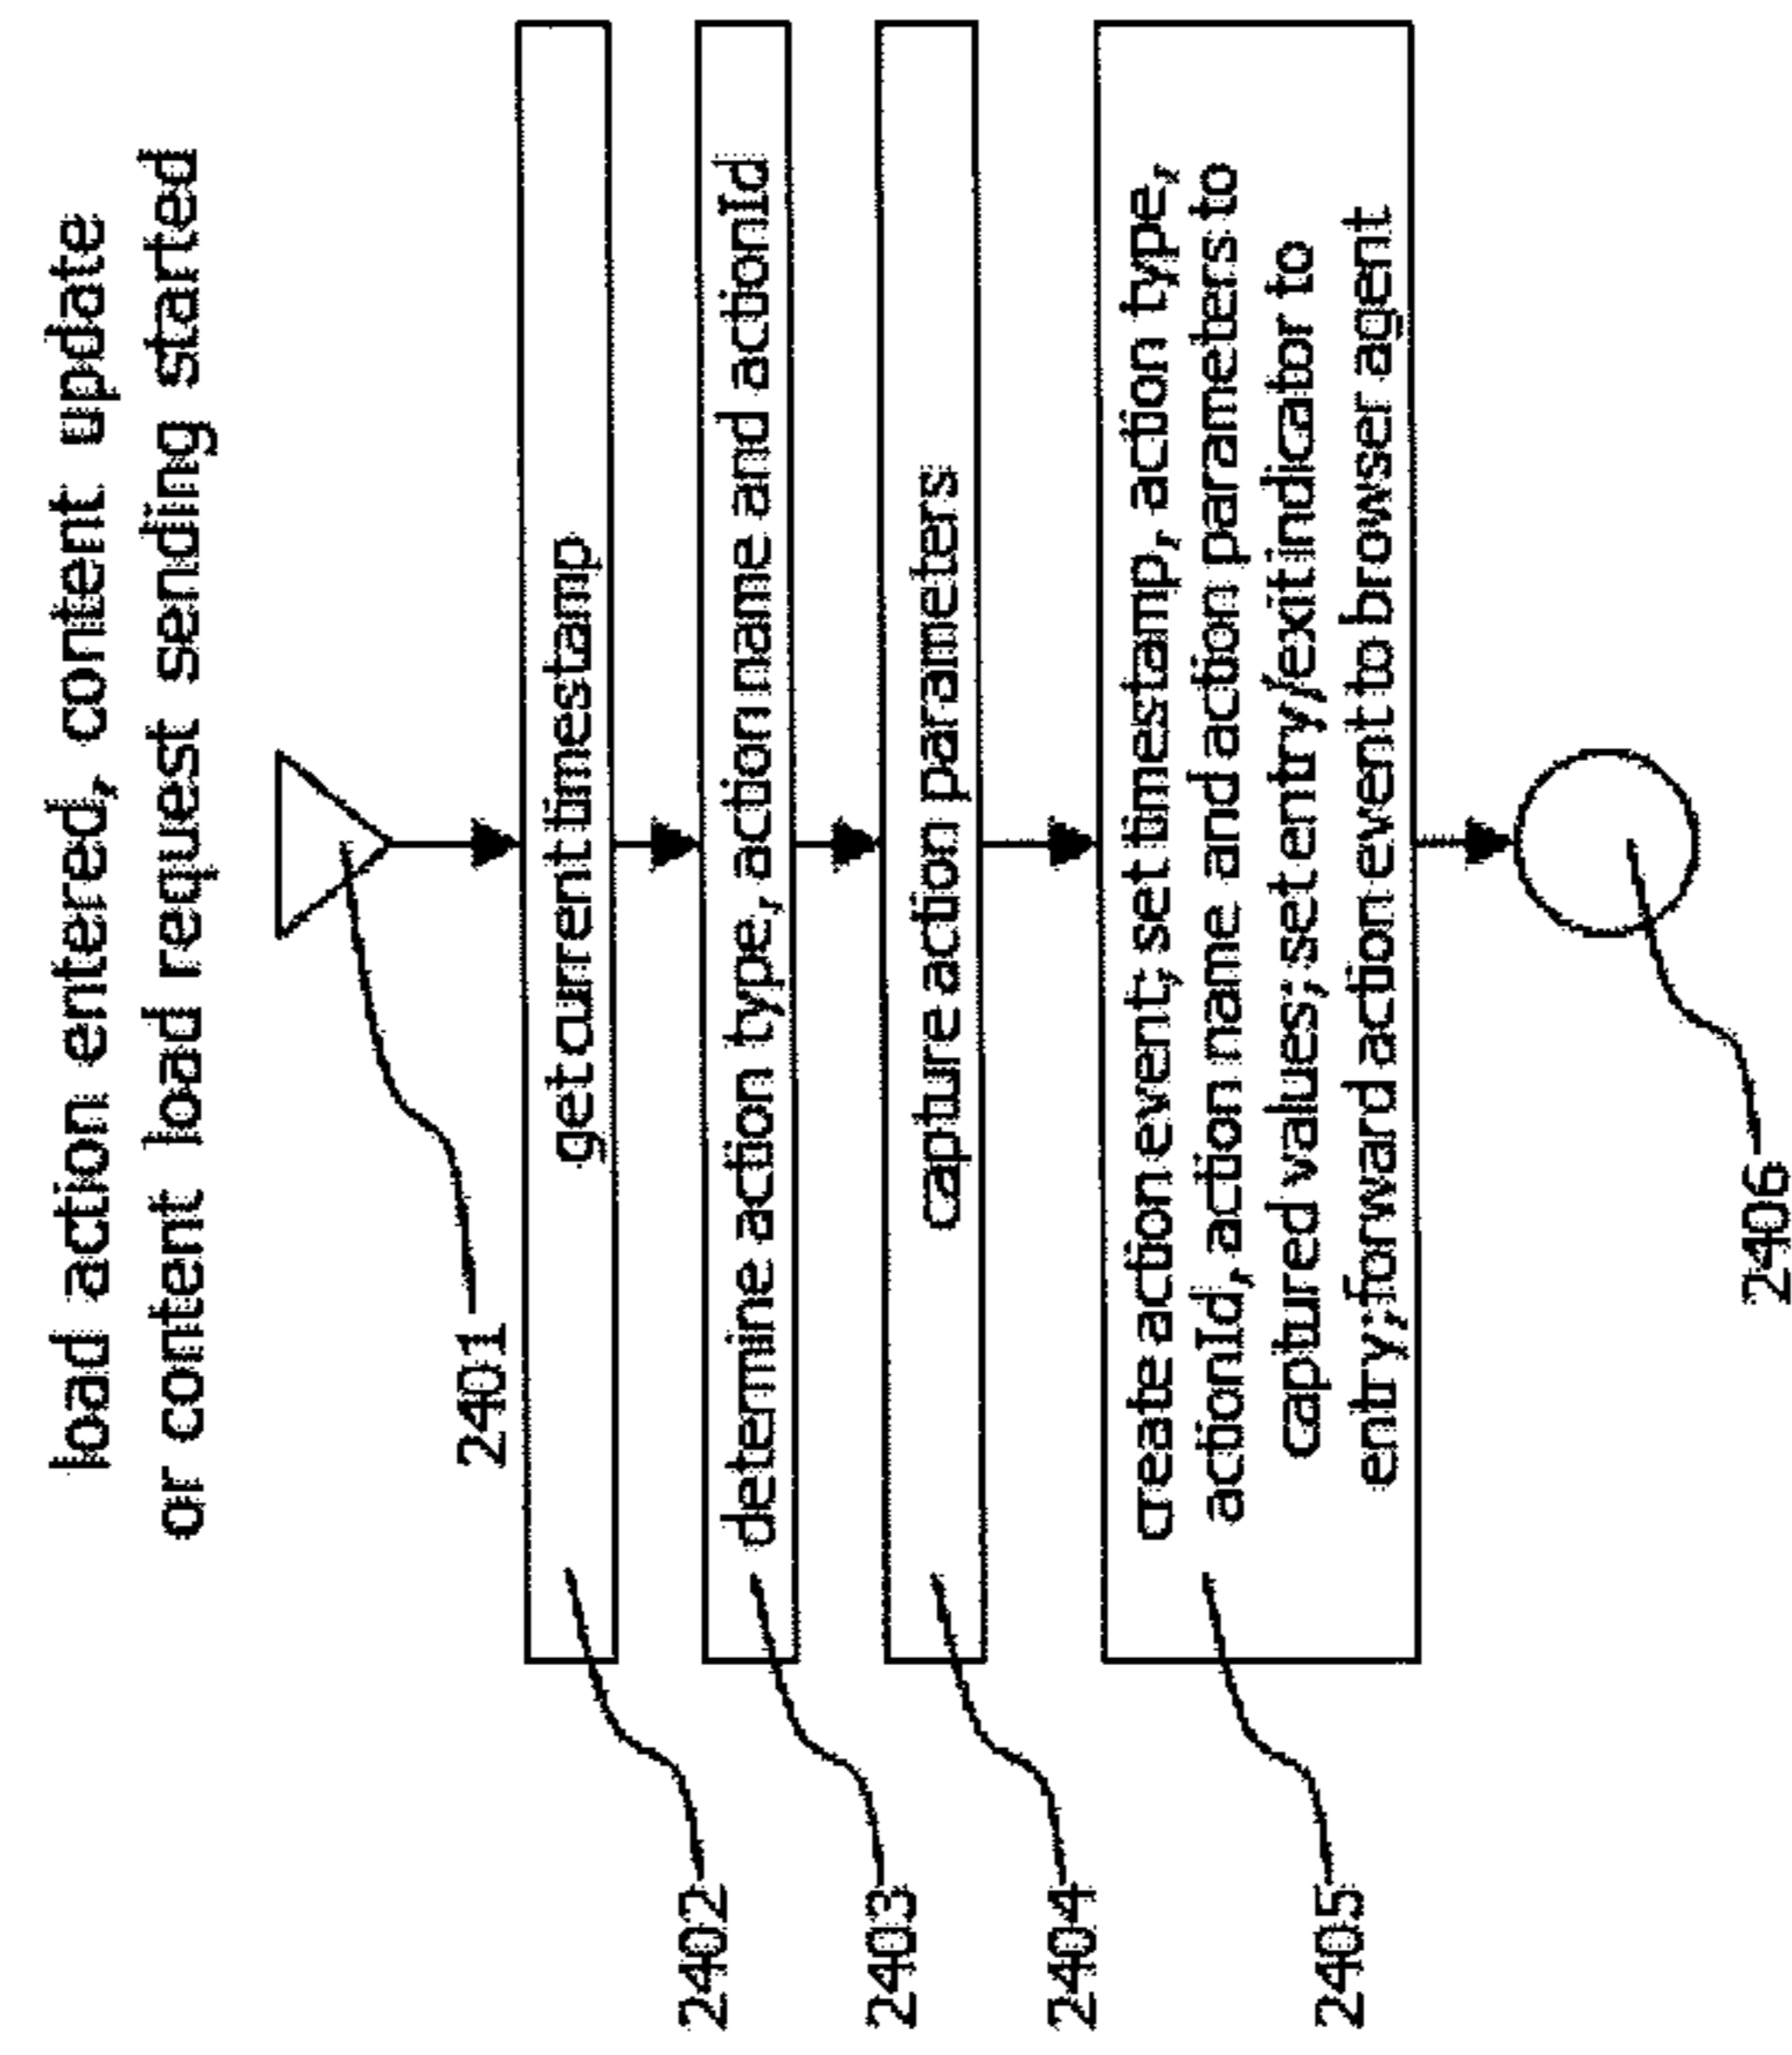 load action entered, content update
or content load request sending started
2401
get current timestamp
2402
determine action type, action name and actionId
2403
capture action parameters
2404
create action event; set timestamp, action type,
actionId, action name and action parameters to
captured values; set entry/exit indicator to
entry; forward action event to browser agent
2405
2406